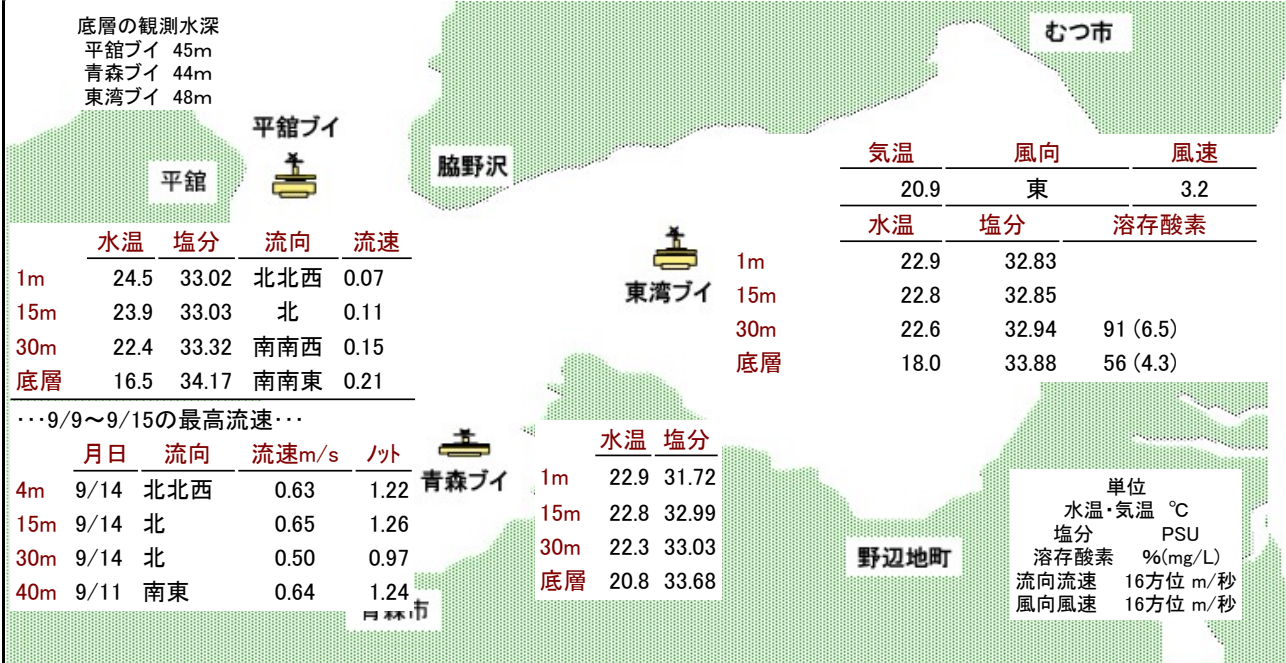 底層の観測水深
平舘ブイ 45m
青森ブイ 44m
東湾ブイ 48m
むつ市
平舘ブイ
平舘
脇野沢
気温 風向 風速
20.9 東 3.2
水温 塩分 溶存酸素
1m 22.9 32.83
15m 22.8 32.85
30m 22.6 32.94 91 (6.5)
底層 18.0 33.88 56 (4.3)
東湾ブイ
水温 塩分 流向 流速
1m 24.5 33.02 北北西 0.07
15m 23.9 33.03 北 0.11
30m 22.4 33.32 南南西 0.15
底層 16.5 34.17 南南東 0.21
･･･9/9～9/15の最高流速･･･
月日 流向 流速m/s ﾉｯﾄ
4m 9/14 北北西 0.63 1.22
15m 9/14 北 0.65 1.26
30m 9/14 北 0.50 0.97
40m 9/11 南東 0.64 1.24
青森ブイ
水温 塩分
1m 22.9 31.72
15m 22.8 32.99
30m 22.3 33.03
底層 20.8 33.68
青森市
野辺地町
単位
水温･気温 ℃
塩分 PSU
溶存酸素 %(mg/L)
流向流速 16方位 m/秒
風向風速 16方位 m/秒